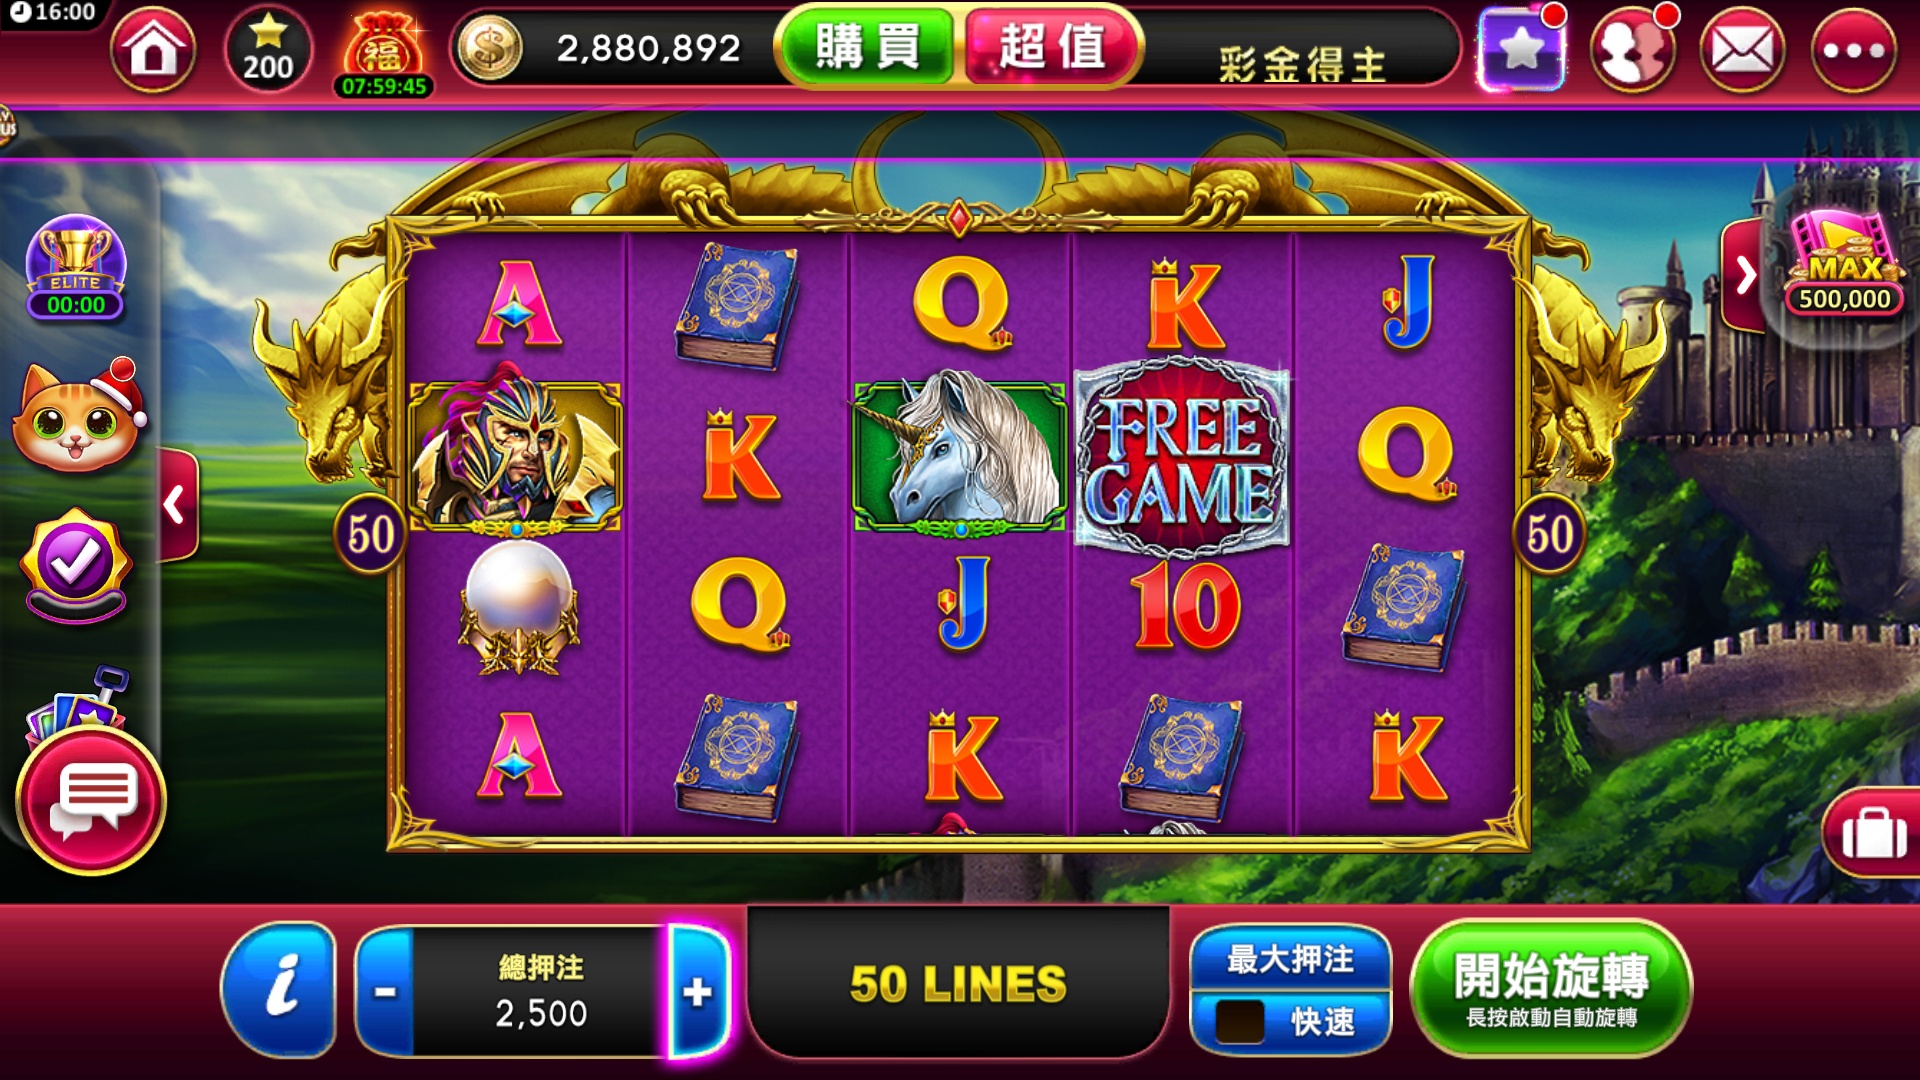 16:00
200
福
07:59:45
2,880,892
購買
超值
彩金得主
ELITE
00:00
MAX
500,000
A
Q
K
J
K
FREE
GAME
Q
50
50
Q
J
10
A
K
K
總押注
2,500
-
+
i
50 LINES
最大押注
快速
開始旋轉
長按啟動自動旋轉